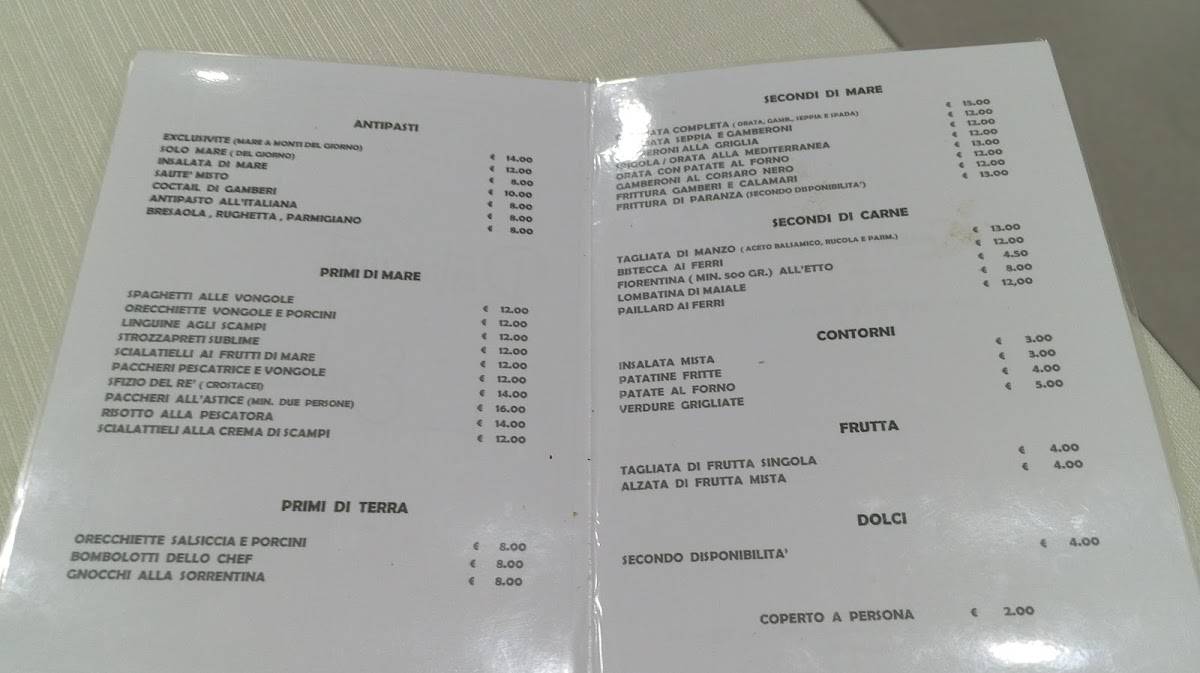 ANTIPASTI
EXCLUSIVITE (MARE A MONTI DEL GIORNO) € 14.00
SOLO MARE ( DEL GIORNO) € 12.00
INSALATA DI MARE € 8.00
SAUTE' MISTO € 10.00
COCTAIL DI GAMBERI € 8.00
ANTIPASTO ALL'ITALIANA € 8.00
BRESAOLA , RUGHETTA , PARMIGIANO € 8.00
PRIMI DI MARE
SPAGHETTI ALLE VONGOLE € 12.00
ORECCHIETTE VONGOLE E PORCINI € 12.00
LINGUINE AGLI SCAMPI € 12.00
STROZZAPRETI SUBLIME € 12.00
SCIALATIELLI AI FRUTTI DI MARE € 12.00
PACCHERI PESCATRICE E VONGOLE € 12.00
SFIZIO DEL RE' ( CROSTACEI) € 14.00
PACCHERI ALL'ASTICE (MIN. DUE PERSONE) € 16.00
RISOTTO ALLA PESCATORA € 14.00
SCIALATTIELI ALLA CREMA DI SCAMPI € 12.00
PRIMI DI TERRA
ORECCHIETTE SALSICCIA E PORCINI € 8.00
BOMBOLOTTI DELLO CHEF € 8.00
GNOCCHI ALLA SORRENTINA € 8.00
SECONDI DI MARE
COMPLETA ( ORATA, GAMB., SEPPIA E SPADA) € 15.00
SEPPIA E GAMBERONI € 12.00
ALLA GRIGLIA € 12.00
SPIGOLA / ORATA ALLA MEDITERRANEA € 12.00
ORATA CON PATATE AL FORNO € 13.00
GAMBERONI AL CORSARO NERO € 12.00
FRITTURA GAMBERI E CALAMARI € 12.00
FRITTURA DI PARANZA (SECONDO DISPONIBILITA') € 13.00
SECONDI DI CARNE
TAGLIATA DI MANZO ( ACETO BALSAMICO, RUCOLA E PARM.) € 13.00
BISTECCA AI FERRI € 12.00
FIORENTINA ( MIN. 500 GR.) ALL'ETTO € 4.50
LOMBATINA DI MAIALE € 8.00
PAILLARD AI FERRI € 12,00
CONTORNI
INSALATA MISTA € 3.00
PATATINE FRITTE € 3.00
PATATE AL FORNO € 4.00
VERDURE GRIGLIATE € 5.00
FRUTTA
TAGLIATA DI FRUTTA SINGOLA € 4.00
ALZATA DI FRUTTA MISTA € 4.00
DOLCI
SECONDO DISPONIBILITA' € 4.00
COPERTO A PERSONA € 2.00